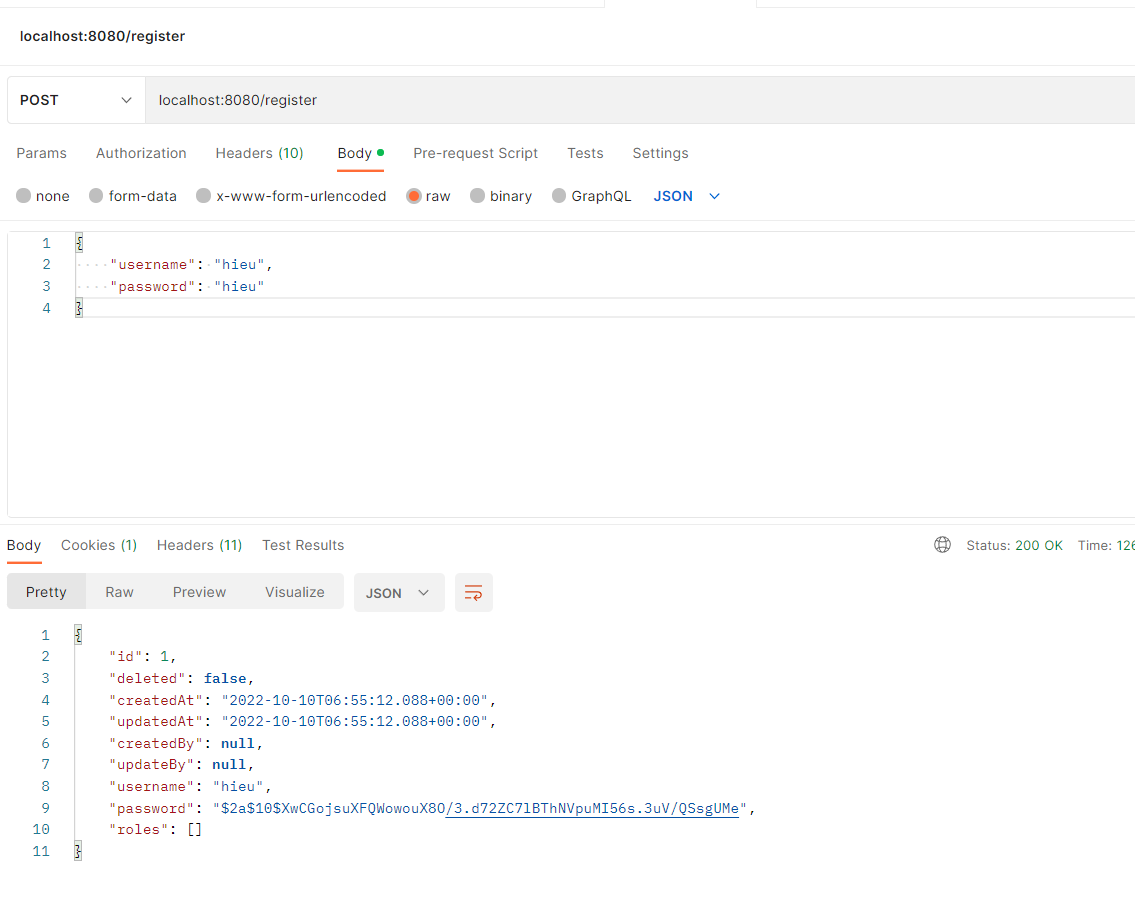 localhost:8080/register
POST localhost:8080/register
Params Authorization Headers (10) Body Pre-request Script Tests Settings
none form-data x-www-form-urlencoded raw binary GraphQL JSON
1 {
2 "username": "hieu",
3 "password": "hieu"
4 }
Body Cookies (1) Headers (11) Test Results Status: 200 OK Time: 126
Pretty Raw Preview Visualize JSON
1 {
2 "id": 1,
3 "deleted": false,
4 "createdAt": "2022-10-10T06:55:12.088+00:00",
5 "updatedAt": "2022-10-10T06:55:12.088+00:00",
6 "createdBy": null,
7 "updateBy": null,
8 "username": "hieu",
9 "password": "$2a$10$XwCGojsuXFQWowouX8O/3.d72ZC7lBThNVpuMI56s.3uV/QSsgUMe",
10 "roles": []
11 }